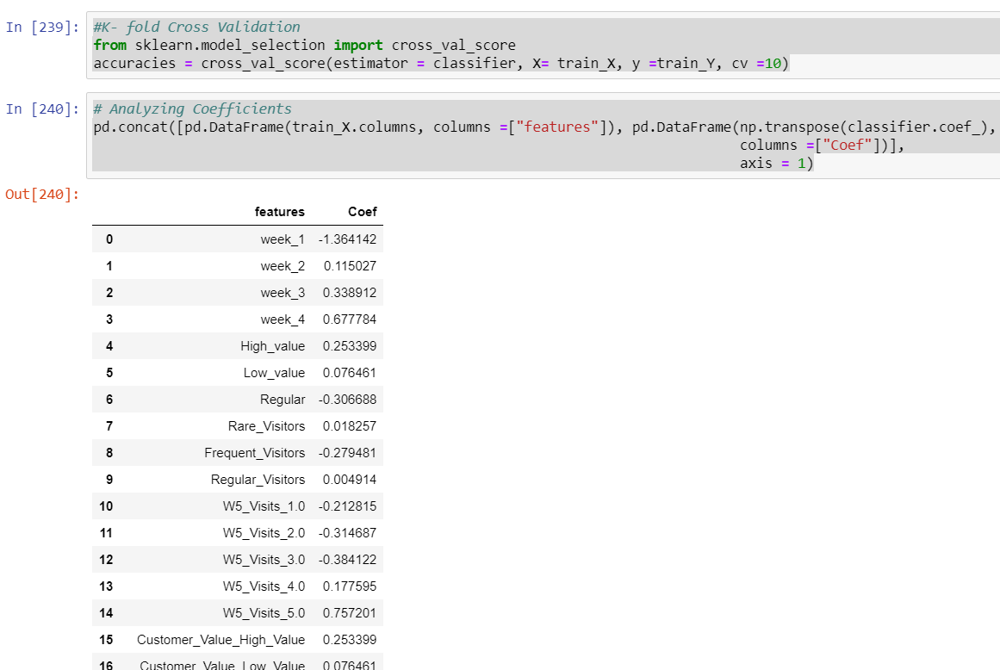 In [239]: #K- fold Cross Validation
from sklearn.model_selection import cross_val_score
accuracies = cross_val_score(estimator = classifier, X= train_X, y =train_Y, cv =10)
In [240]: # Analyzing Coefficients
pd.concat([pd.DataFrame(train_X.columns, columns =["features"]), pd.DataFrame(np.transpose(classifier.coef_),
columns =["Coef"])],
axis = 1)
Out[240]:
features Coef
0 week_1 -1.364142
1 week_2 0.115027
2 week_3 0.338912
3 week_4 0.677784
4 High_value 0.253399
5 Low_value 0.076461
6 Regular -0.306688
7 Rare_Visitors 0.018257
8 Frequent_Visitors -0.279481
9 Regular_Visitors 0.004914
10 W5_Visits_1.0 -0.212815
11 W5_Visits_2.0 -0.314687
12 W5_Visits_3.0 -0.384122
13 W5_Visits_4.0 0.177595
14 W5_Visits_5.0 0.757201
15 Customer_Value_High_Value 0.253399
16 Customer_Value_Low_Value 0.076461